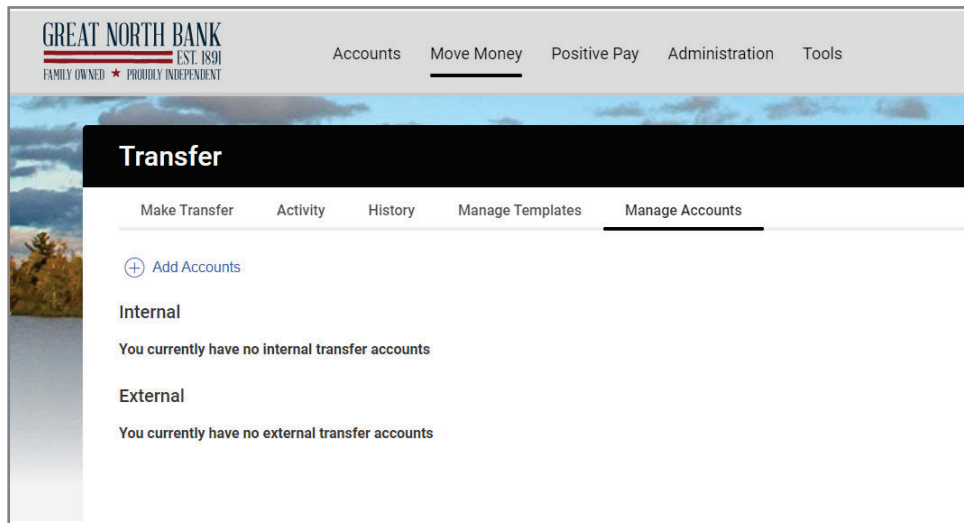 GREAT NORTH BANK
EST. 1891
FAMILY OWNED ★ PROUDLY INDEPENDENT
Accounts Move Money Positive Pay Administration Tools
Transfer
Make Transfer Activity History Manage Templates Manage Accounts
Add Accounts
Internal
You currently have no internal transfer accounts
External
You currently have no external transfer accounts